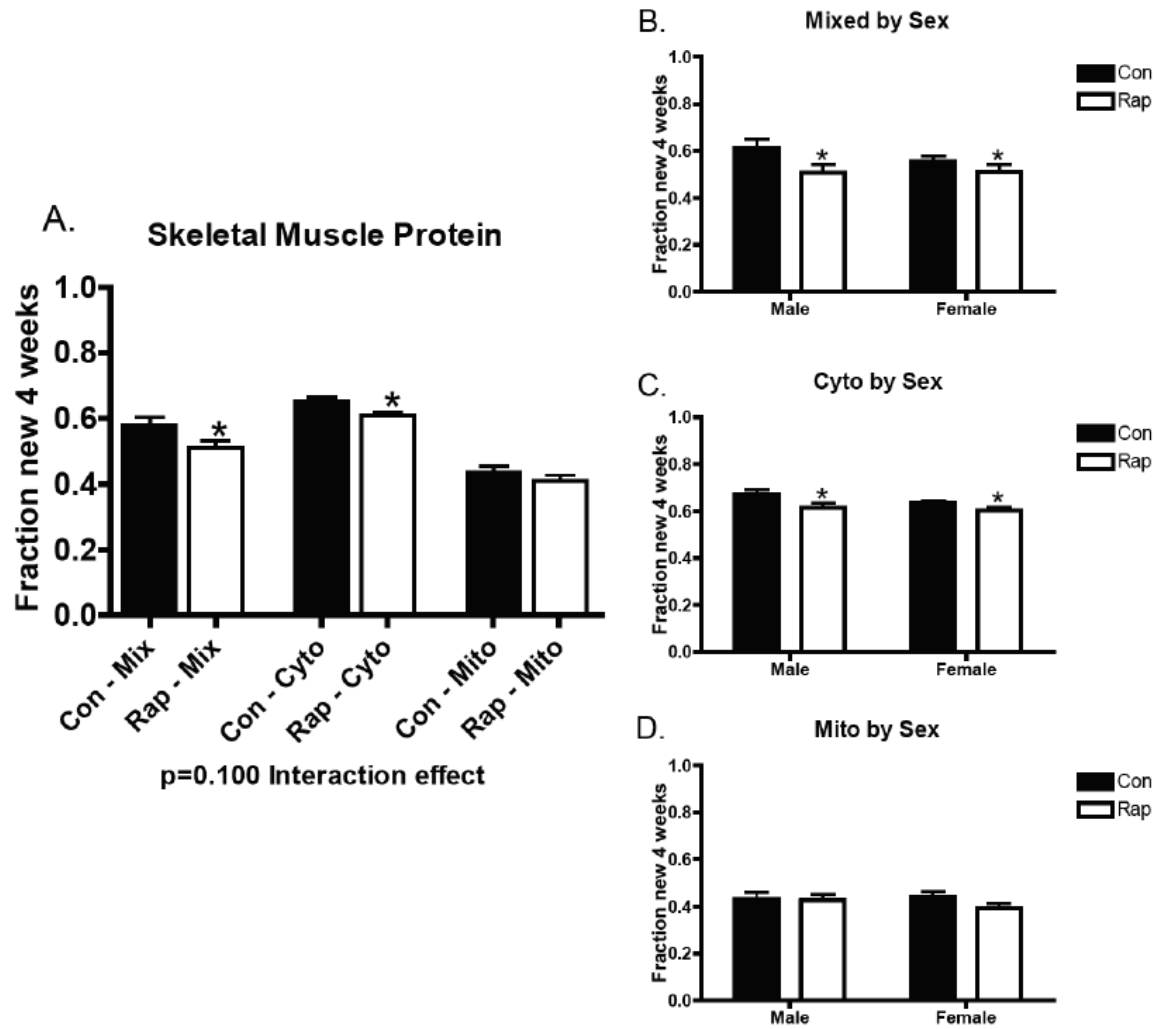 A.
Skeletal Muscle Protein
Fraction new 4 weeks
1.0
0.8
0.6
0.4
0.2
0.0
*
*
Con - Mix
Rap - Mix
Con - Cyto
Rap - Cyto
Con - Mito
Rap - Mito
p=0.100 Interaction effect
B.
Mixed by Sex
Fraction new 4 weeks
1.0
0.8
0.6
0.4
0.2
0.0
*
*
Male
Female
Con
Rap
C.
Cyto by Sex
Fraction new 4 weeks
1.0
0.8
0.6
0.4
0.2
0.0
*
*
Male
Female
Con
Rap
D.
Mito by Sex
Fraction new 4 weeks
1.0
0.8
0.6
0.4
0.2
0.0
Male
Female
Con
Rap